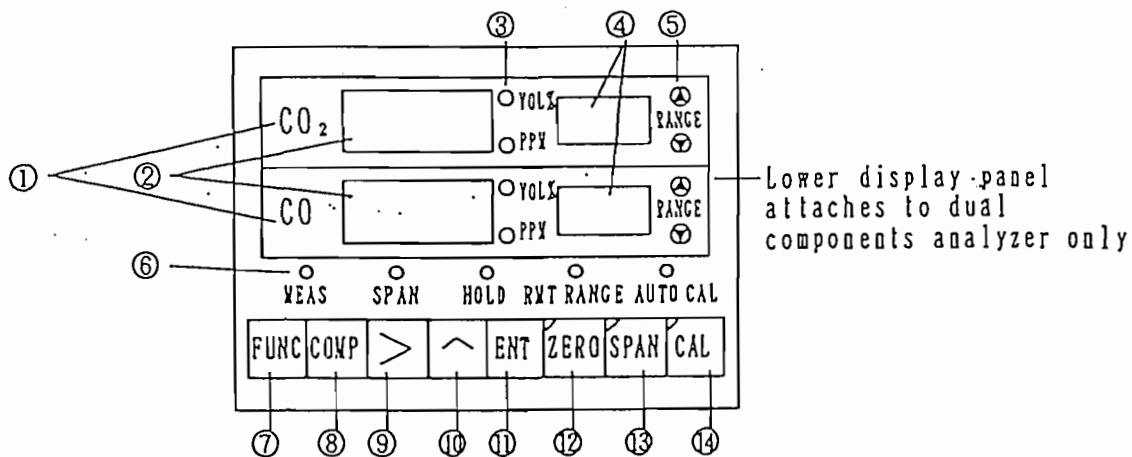 ③ ④ ⑤
CO₂ VOL% RANGE
PPM
① ②
CO VOL% RANGE
PPM
Lower display panel
attaches to dual
components analyzer only
⑥
MEAS SPAN HOLD RMT RANGE AUTO CAL
FUNC COMP > ^ ENT ZERO SPAN CAL
⑦ ⑧ ⑨ ⑩ ⑪ ⑫ ⑬ ⑭